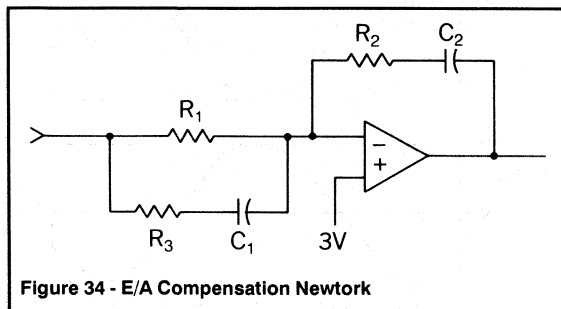 R₂
C₂
R₁
−
+
R₃
C₁
3V
Figure 34 - E/A Compensation Newtork